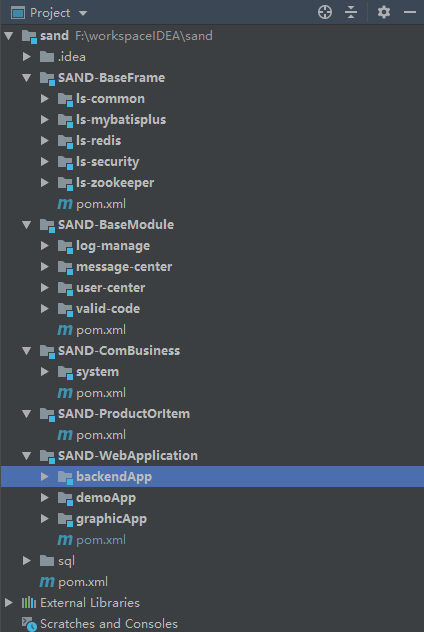 Project
sand F:\workspaceIDEA\sand
.idea
SAND-BaseFrame
ls-common
ls-mybatisplus
ls-redis
ls-security
ls-zookeeper
m pom.xml
SAND-BaseModule
log-manage
message-center
user-center
valid-code
m pom.xml
SAND-ComBusiness
system
m pom.xml
SAND-ProductOrItem
m pom.xml
SAND-WebApplication
backendApp
demoApp
graphicApp
m pom.xml
sql
m pom.xml
External Libraries
Scratches and Consoles